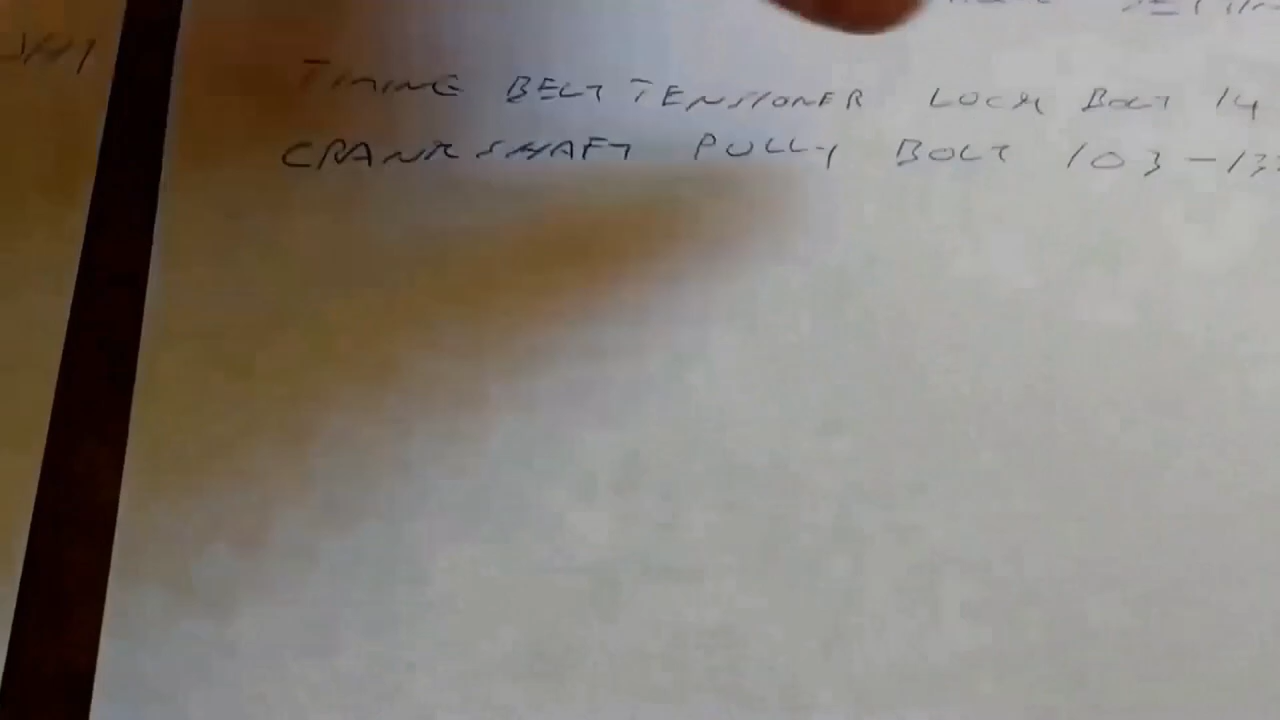 TIMING BELT TENSIONER LOCK BOLT 14
CRANKSHAFT PULLY BOLT 103-13